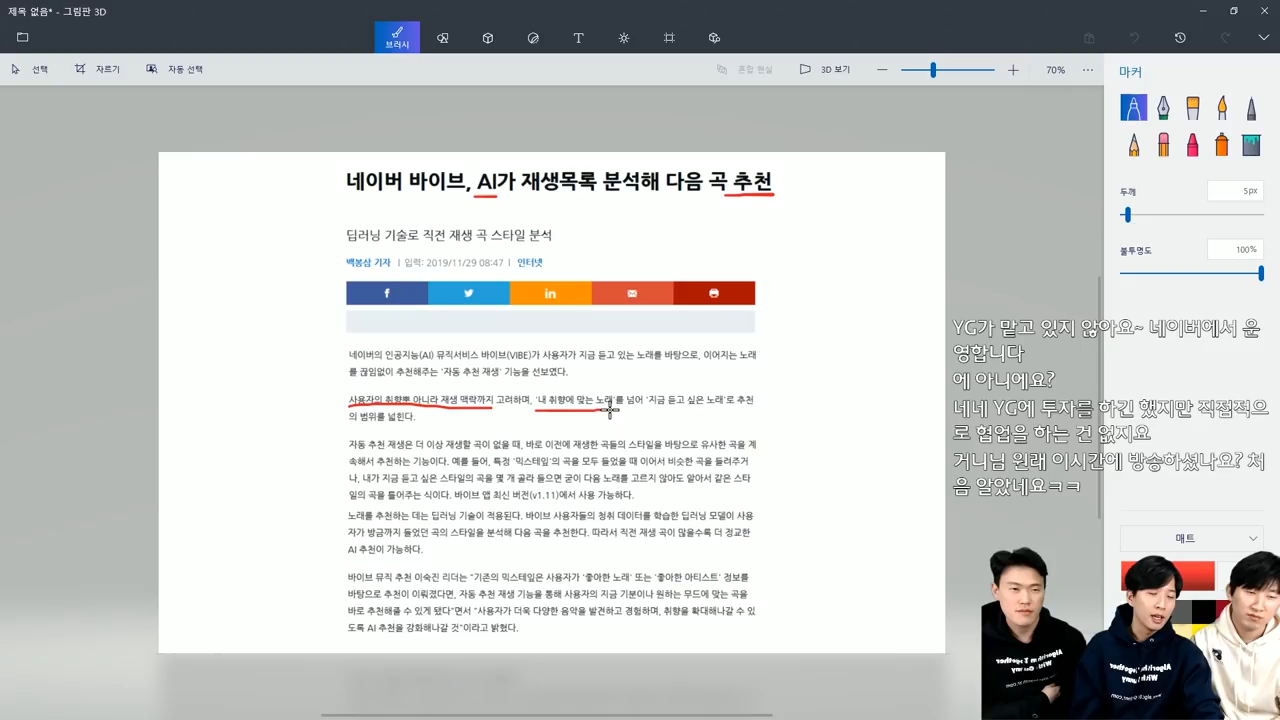 제목 없음* - 그림판 3D
브러시
선택
자르기
자동 선택
혼합 현실
3D 보기
70%
마커
두께
5px
불투명도
100%
매트
네이버 바이브, AI가 재생목록 분석해 다음 곡 추천
딥러닝 기술로 직전 재생 곡 스타일 분석
백봉삼 기자 | 입력: 2019/11/29 08:47 | 인터넷
네이버의 인공지능(AI) 뮤직서비스 바이브(VIBE)가 사용자가 지금 듣고 있는 노래를 바탕으로, 이어지는 노래
를 끊임없이 추천해주는 '자동 추천 재생' 기능을 선보였다.
사용자의 취향뿐 아니라 재생 맥락까지 고려하며, '내 취향에 맞는 노래'를 넘어 '지금 듣고 싶은 노래'로 추천
의 범위를 넓힌다.
자동 추천 재생은 더 이상 재생할 곡이 없을 때, 바로 이전에 재생한 곡들의 스타일을 바탕으로 유사한 곡을 계
속해서 추천하는 기능이다. 예를 들어, 특정 '믹스테잎'의 곡을 모두 들었을 때 이어서 비슷한 곡을 들려주거
나, 내가 지금 듣고 싶은 스타일의 곡을 몇 개 골라 들으면 굳이 다음 노래를 고르지 않아도 알아서 같은 스타
일의 곡을 틀어주는 식이다. 바이브 앱 최신 버전(v1.11)에서 사용 가능하다.
노래를 추천하는 데는 딥러닝 기술이 적용된다. 바이브 사용자들의 청취 데이터를 학습한 딥러닝 모델이 사용
자가 방금까지 들었던 곡의 스타일을 분석해 다음 곡을 추천한다. 따라서 직전 재생 곡이 많을수록 더 정교한
AI 추천이 가능하다.
바이브 뮤직 추천 이숙진 리더는 "기존의 믹스테잎은 사용자가 '좋아한 노래' 또는 '좋아한 아티스트' 정보를
바탕으로 추천이 이뤄졌다면, 자동 추천 재생 기능을 통해 사용자의 지금 기분이나 원하는 무드에 맞는 곡을
바로 추천해줄 수 있게 됐다"면서 "사용자가 더욱 다양한 음악을 발견하고 경험하며, 취향을 확대해나갈 수 있
도록 AI 추천을 강화해나갈 것"이라고 밝혔다.
YG가 맡고 있지 않아요~ 네이버에서 운
영합니다
에 아니에요?
네네 YG에 투자를 하긴 했지만 직접적으
로 협업을 하는 건 없지요
거니님 원래 이시간에 방송하셨나요? 처
음 알았네요ㅋㅋ